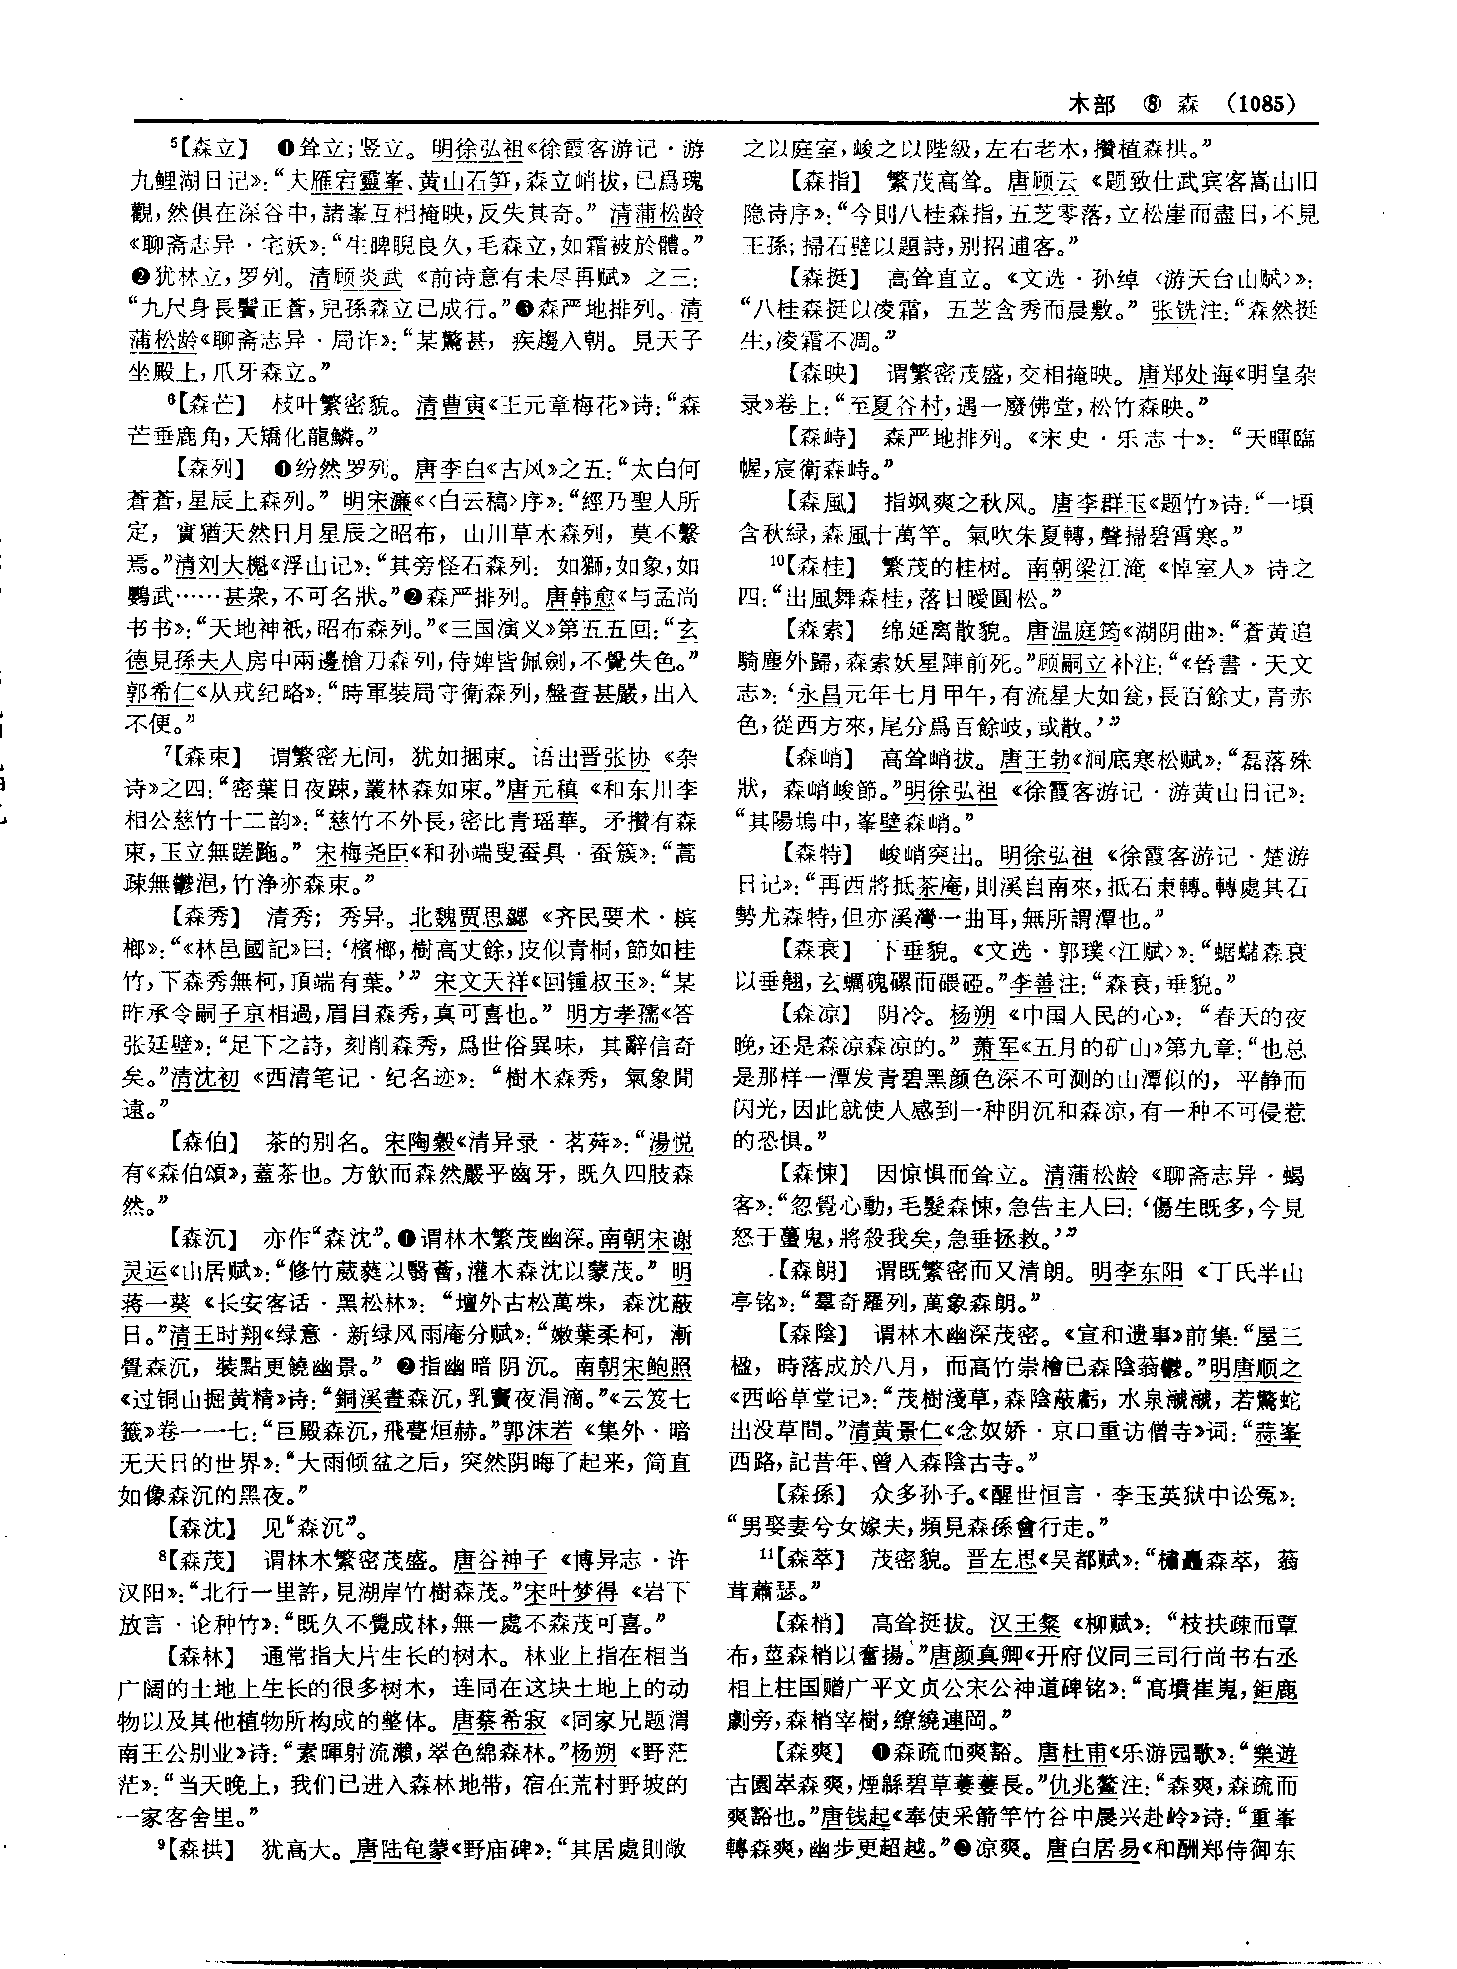 木部 ⑧ 森 (1085)
⁵【森立】 ❶耸立；竖立。明徐弘祖《徐霞客游记·游
九鲤湖日记》：“夫雁宕靈峯、黄山石笋，森立峭拔，已爲瑰
觀，然俱在深谷中，諸峯互相掩映，反失其奇。”清蒲松龄
《聊斋志异·宅妖》：“生睥睨良久，毛森立，如霜被於體。”
❷犹林立，罗列。清顾炎武《前诗意有未尽再赋》之三：
“九尺身長鬢正蒼，兒孫森立已成行。”❸森严地排列。清
蒲松龄《聊斋志异·局诈》：“某驚甚，疾趨入朝。見天子
坐殿上，爪牙森立。”
⁶【森芒】 枝叶繁密貌。清曹寅《王元章梅花》诗：“森
芒垂鹿角，天矯化龍鱗。”
【森列】 ❶纷然罗列。唐李白《古风》之五：“太白何
蒼蒼，星辰上森列。”明宋濂《〈白云稿〉序》：“經乃聖人所
定，實猶天然日月星辰之昭布，山川草木森列，莫不繫
焉。”清刘大櫆《浮山记》：“其旁怪石森列：如獅，如象，如
鸚武……甚衆，不可名狀。”❷森严排列。唐韩愈《与孟尚
书书》：“天地神祇，昭布森列。”《三国演义》第五五回：“玄
德見孫夫人房中兩邊槍刀森列，侍婢皆佩劍，不覺失色。”
郭希仁《从戎纪略》：“時軍裝局守衛森列，盤查甚嚴，出入
不便。”
⁷【森束】 谓繁密无间，犹如捆束。语出晋张协《杂
诗》之四：“密葉日夜疎，叢林森如束。”唐元稹《和东川李
相公慈竹十二韵》：“慈竹不外長，密比青瑶華。矛攢有森
束，玉立無蹉跎。”宋梅尧臣《和孙端叟蚕具·蚕簇》：“蒿
疎無鬱浥，竹浄亦森束。”
【森秀】 清秀；秀异。北魏贾思勰《齐民要术·槟
榔》：“《林邑國記》曰：‘檳榔，樹高丈餘，皮似青桐，節如桂
竹，下森秀無柯，頂端有葉。’”宋文天祥《回锺叔玉》：“某
昨承令嗣子京相過，眉目森秀，真可喜也。”明方孝孺《答
张廷璧》：“足下之詩，刻削森秀，爲世俗異味，其辭信奇
矣。”清沈初《西清笔记·纪名迹》：“樹木森秀，氣象閒
遠。”
【森伯】 茶的别名。宋陶穀《清异录·茗荈》：“湯悦
有《森伯頌》，蓋茶也。方飲而森然嚴乎齒牙，既久四肢森
然。”
【森沉】 亦作“森沈”。❶谓林木繁茂幽深。南朝宋谢
灵运《山居赋》：“修竹葳蕤以翳薈，灌木森沈以蒙茂。”明
蒋一葵《长安客话·黑松林》：“壇外古松萬株，森沈蔽
日。”清王时翔《绿意·新绿风雨庵分赋》：“嫩葉柔柯，漸
覺森沉，裝點更饒幽景。”❷指幽暗阴沉。南朝宋鲍照
《过铜山掘黄精》诗：“銅溪晝森沉，乳竇夜涓滴。”《云笈七
籤》卷一一七：“巨殿森沉，飛甍烜赫。”郭沫若《集外·暗
无天日的世界》：“大雨倾盆之后，突然阴晦了起来，简直
如像森沉的黑夜。”
【森沈】 见“森沉”。
⁸【森茂】 谓林木繁密茂盛。唐谷神子《博异志·许
汉阳》：“北行一里許，見湖岸竹樹森茂。”宋叶梦得《岩下
放言·论种竹》：“既久不覺成林，無一處不森茂可喜。”
【森林】 通常指大片生长的树木。林业上指在相当
广阔的土地上生长的很多树木，连同在这块土地上的动
物以及其他植物所构成的整体。唐蔡希寂《同家兄题渭
南王公别业》诗：“素暉射流瀨，翠色綿森林。”杨朔《野茫
茫》：“当天晚上，我们已进入森林地带，宿在荒村野坡的
一家客舍里。”
⁹【森拱】 犹高大。唐陆龟蒙《野庙碑》：“其居處則敞
之以庭室，峻之以陛級，左右老木，攢植森拱。”
【森指】 繁茂高耸。唐顾云《题致仕武宾客嵩山旧
隐诗序》：“今則八桂森指，五芝零落，立松崖而盡日，不見
王孫；掃石壁以題詩，别招逋客。”
【森挺】 高耸直立。《文选·孙绰〈游天台山赋〉》：
“八桂森挺以凌霜，五芝含秀而晨敷。”张铣注：“森然挺
生，凌霜不凋。”
【森映】 谓繁密茂盛，交相掩映。唐郑处诲《明皇杂
录》卷上：“至夏谷村，遇一廢佛堂，松竹森映。”
【森峙】 森严地排列。《宋史·乐志十》：“天暉臨
幄，宸衛森峙。”
【森風】 指飒爽之秋风。唐李群玉《题竹》诗：“一頃
含秋緑，森風十萬竿。氣吹朱夏轉，聲掃碧霄寒。”
¹⁰【森桂】 繁茂的桂树。南朝梁江淹《悼室人》诗之
四：“出風舞森桂，落日曖圓松。”
【森索】 绵延离散貌。唐温庭筠《湖阴曲》：“蒼黄追
騎塵外歸，森索妖星陣前死。”顾嗣立补注：“《晋書·天文
志》：‘永昌元年七月甲午，有流星大如瓮，長百餘丈，青赤
色，從西方來，尾分爲百餘岐，或散。’”
【森峭】 高耸峭拔。唐王勃《涧底寒松赋》：“磊落殊
狀，森峭峻節。”明徐弘祖《徐霞客游记·游黄山日记》：
“其陽塢中，峯壁森峭。”
【森特】 峻峭突出。明徐弘祖《徐霞客游记·楚游
日记》：“再西將抵茶庵，則溪自南來，抵石東轉。轉處其石
勢尤森特，但亦溪灣一曲耳，無所謂潭也。”
【森衰】 下垂貌。《文选·郭璞〈江赋〉》：“蜛蝫森衰
以垂翹，玄蠣磈磥而碨䃁。”李善注：“森衰，垂貌。”
【森凉】 阴冷。杨朔《中国人民的心》：“春天的夜
晚，还是森凉森凉的。”萧军《五月的矿山》第九章：“也总
是那样一潭发青碧黑颜色深不可测的山潭似的，平静而
闪光，因此就使人感到一种阴沉和森凉，有一种不可侵惹
的恐惧。”
【森悚】 因惊惧而耸立。清蒲松龄《聊斋志异·蝎
客》：“忽覺心動，毛髮森悚，急告主人曰：‘傷生既多，今見
怒于蠆鬼，將殺我矣，急垂拯救。’”
【森朗】 谓既繁密而又清朗。明李东阳《丁氏半山
亭铭》：“羣奇羅列，萬象森朗。”
【森陰】 谓林木幽深茂密。《宣和遗事》前集：“屋三
楹，時落成於八月，而高竹崇檜已森陰蓊鬱。”明唐顺之
《西峪草堂记》：“茂樹淺草，森陰蔽虧，水泉㶁㶁，若驚蛇
出没草間。”清黄景仁《念奴娇·京口重访僧寺》词：“蒜峯
西路，記昔年、曾入森陰古寺。”
【森孫】 众多孙子。《醒世恒言·李玉英狱中讼冤》：
“男娶妻兮女嫁夫，頻見森孫會行走。”
¹¹【森萃】 茂密貌。晋左思《吴都赋》：“橚矗森萃，蓊
茸蕭瑟。”
【森梢】 高耸挺拔。汉王粲《柳赋》：“枝扶疎而覃
布，莖森梢以奮揚。”唐颜真卿《开府仪同三司行尚书右丞
相上柱国赠广平文贞公宋公神道碑铭》：“高墳崔嵬，鉅鹿
劇旁，森梢宰樹，繚繞連岡。”
【森爽】 ❶森疏而爽豁。唐杜甫《乐游园歌》：“樂遊
古園崒森爽，煙緜碧草萋萋長。”仇兆鳌注：“森爽，森疏而
爽豁也。”唐钱起《奉使采箭竿竹谷中晨兴赴岭》诗：“重峯
轉森爽，幽步更超越。”❷凉爽。唐白居易《和酬郑侍御东